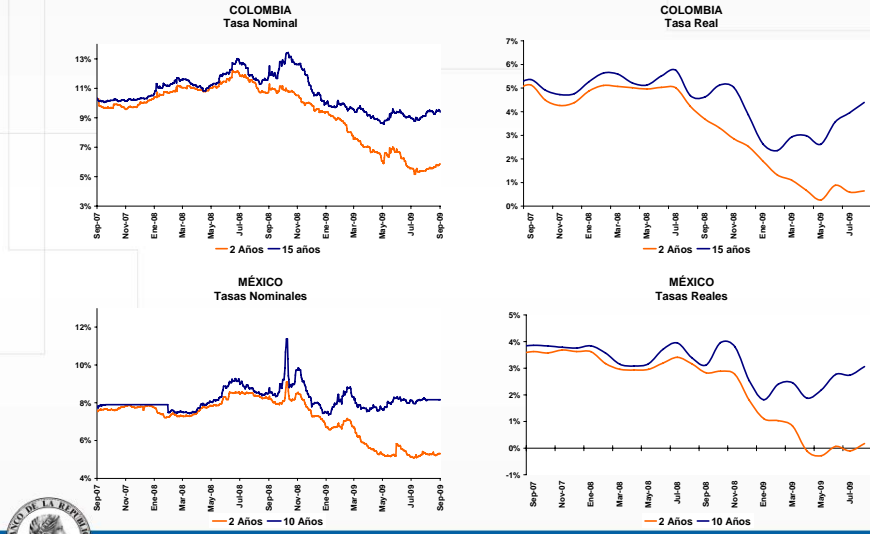 COLOMBIA
Tasa Nominal
13%
11%
9%
7%
5%
3%
Sep-07
Nov-07
Ene-08
Mar-08
May-08
Jul-08
Sep-08
Nov-08
Ene-09
Mar-09
May-09
Jul-09
Sep-09
2 Años 15 años
COLOMBIA
Tasa Real
7%
6%
5%
4%
3%
2%
1%
0%
Sep-07
Nov-07
Ene-08
Mar-08
May-08
Jul-08
Sep-08
Nov-08
Ene-09
Mar-09
May-09
Jul-09
2 Años 15 años
MÉXICO
Tasas Nominales
12%
10%
8%
6%
4%
Sep-07
Nov-07
Ene-08
Mar-08
May-08
Jul-08
Sep-08
Nov-08
Ene-09
Mar-09
May-09
Jul-09
Sep-09
2 Años 10 Años
MÉXICO
Tasas Reales
5%
4%
3%
2%
1%
0%
-1%
Sep-07
Nov-07
Ene-08
Mar-08
May-08
Jul-08
Sep-08
Nov-08
Ene-09
Mar-09
May-09
Jul-09
2 Años 10 Años
NCO DE LA REPUBLIC